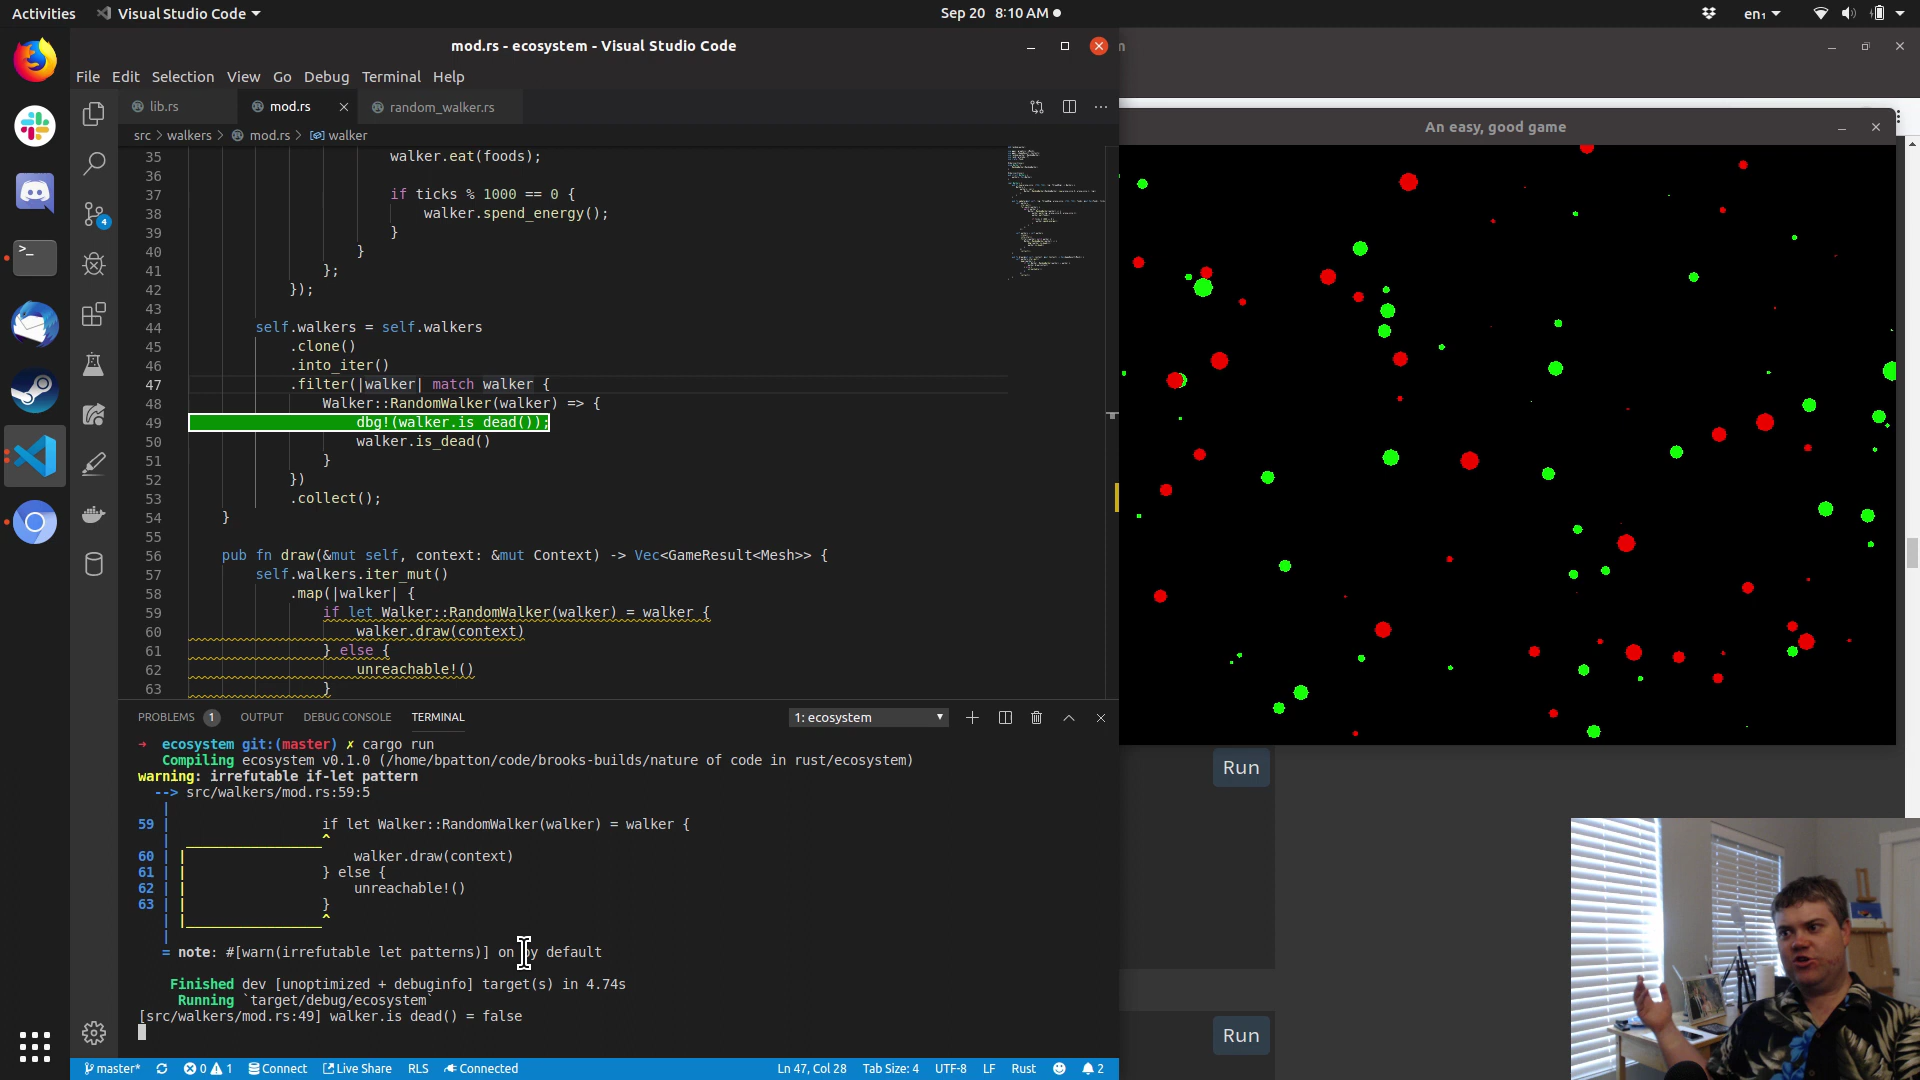 Activities
Visual Studio Code
Sep 20 8:10 AM
en₁
mod.rs - ecosystem - Visual Studio Code
File Edit Selection View Go Debug Terminal Help
lib.rs
mod.rs
random_walker.rs
src > walkers > mod.rs > walker
35 walker.eat(foods);
36
37 if ticks % 1000 == 0 {
38 walker.spend_energy();
39 }
40 }
41 };
42 });
43
44 self.walkers = self.walkers
45 .clone()
46 .into_iter()
47 .filter(|walker| match walker {
48 Walker::RandomWalker(walker) => {
49 dbg!(walker.is_dead());
50 walker.is_dead()
51 }
52 })
53 .collect();
54 }
55
56 pub fn draw(&mut self, context: &mut Context) -> Vec<GameResult<Mesh>> {
57 self.walkers.iter_mut()
58 .map(|walker| {
59 if let Walker::RandomWalker(walker) = walker {
60 walker.draw(context)
61 } else {
62 unreachable!()
63 }
PROBLEMS 1 OUTPUT DEBUG CONSOLE TERMINAL
1: ecosystem
➜ ecosystem git:(master) ✗ cargo run
Compiling ecosystem v0.1.0 (/home/bpatton/code/brooks-builds/nature of code in rust/ecosystem)
warning: irrefutable if-let pattern
--> src/walkers/mod.rs:59:5
|
59 | if let Walker::RandomWalker(walker) = walker {
| _________________^
60 | | walker.draw(context)
61 | | } else {
62 | | unreachable!()
63 | | }
| |_________________^
|
= note: #[warn(irrefutable let patterns)] on by default
Finished dev [unoptimized + debuginfo] target(s) in 4.74s
Running `target/debug/ecosystem`
[src/walkers/mod.rs:49] walker.is dead() = false
master*
0 1
Connect
Live Share
RLS
Connected
Ln 47, Col 28
Tab Size: 4
UTF-8
LF
Rust
2
An easy, good game
Run
Run